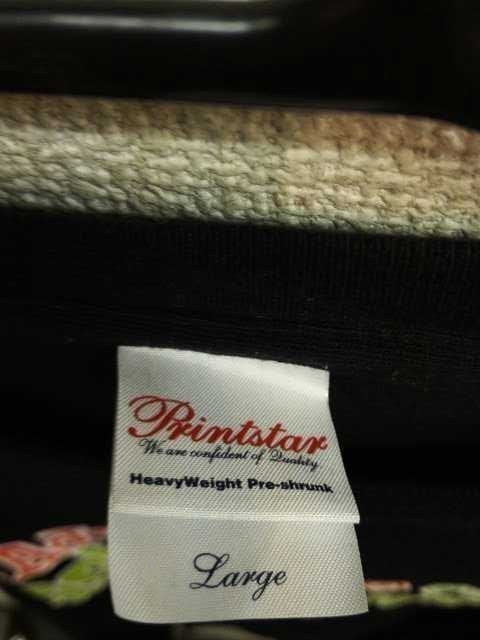 Printstar
We are confident of Quality
HeavyWeight Pre-shrunk
Large